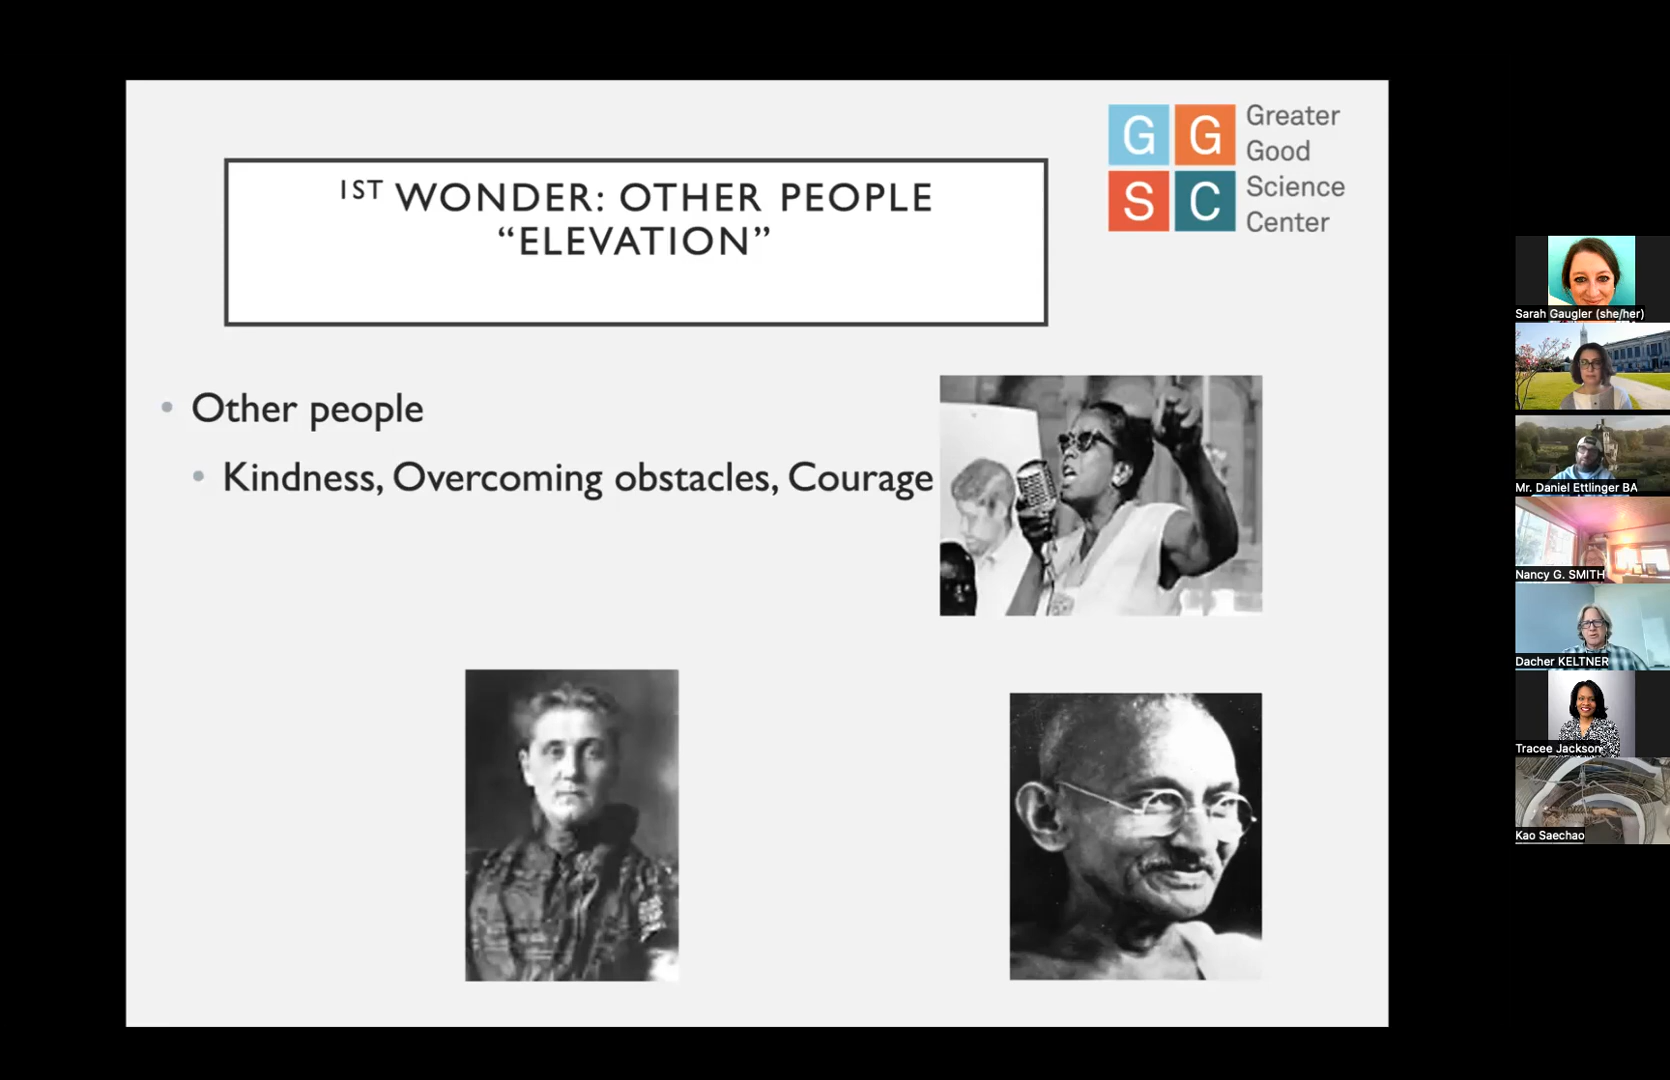 1ST WONDER: OTHER PEOPLE
“ELEVATION”
G G
S C
Greater
Good
Science
Center
• Other people
• Kindness, Overcoming obstacles, Courage
Sarah Gaugler (she/her)
Mr. Daniel Ettlinger BA
Nancy G. SMITH
Dacher KELTNER
Tracee Jackson
Kao Saechao